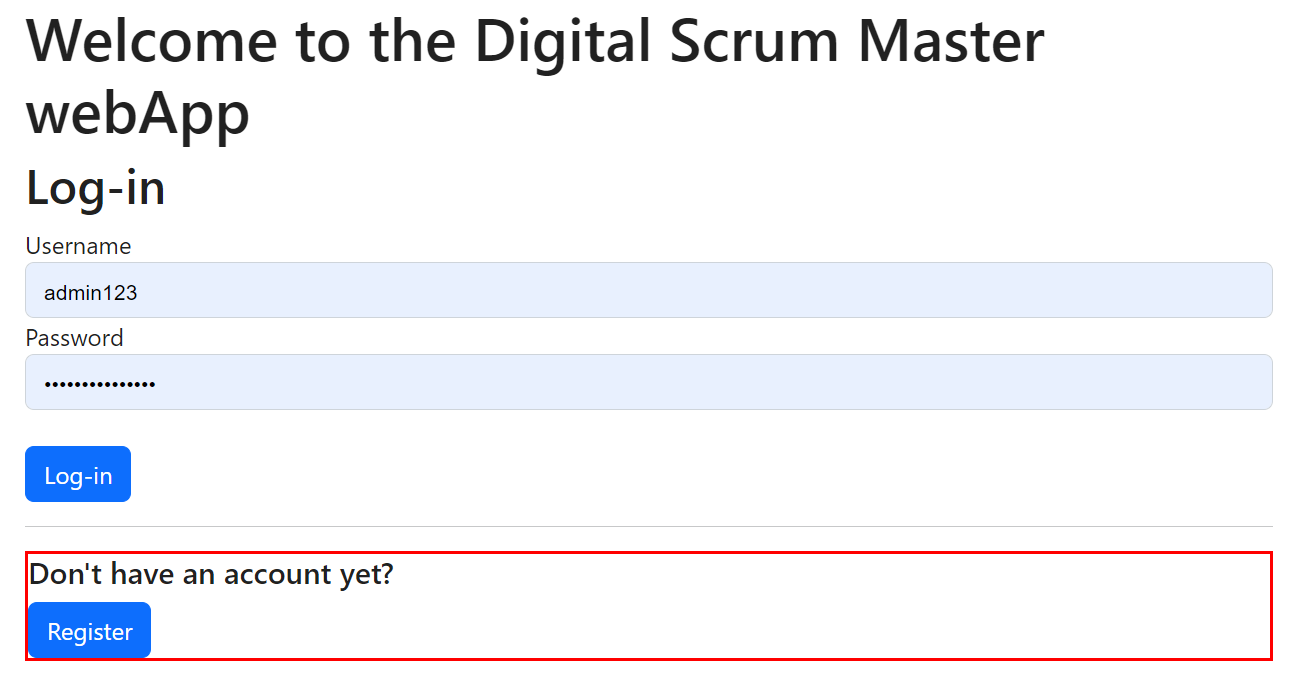 Welcome to the Digital Scrum Master
webApp
Log-in
Username
admin123
Password
•••••••••••••••
Log-in
Don't have an account yet?
Register